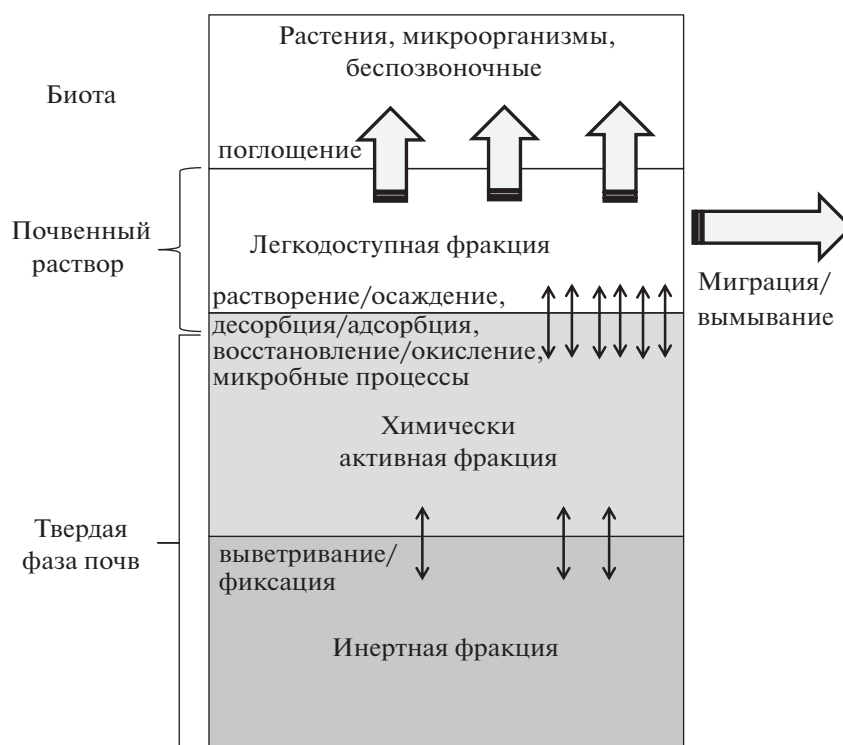 Растения, микроорганизмы,
беспозвоночные
Биота
поглощение
Почвенный
раствор
Легкодоступная фракция
Миграция/
вымывание
растворение/осаждение,
десорбция/адсорбция,
восстановление/окисление,
микробные процессы
Химически
активная фракция
Твердая
фаза почв
выветривание/
фиксация
Инертная фракция